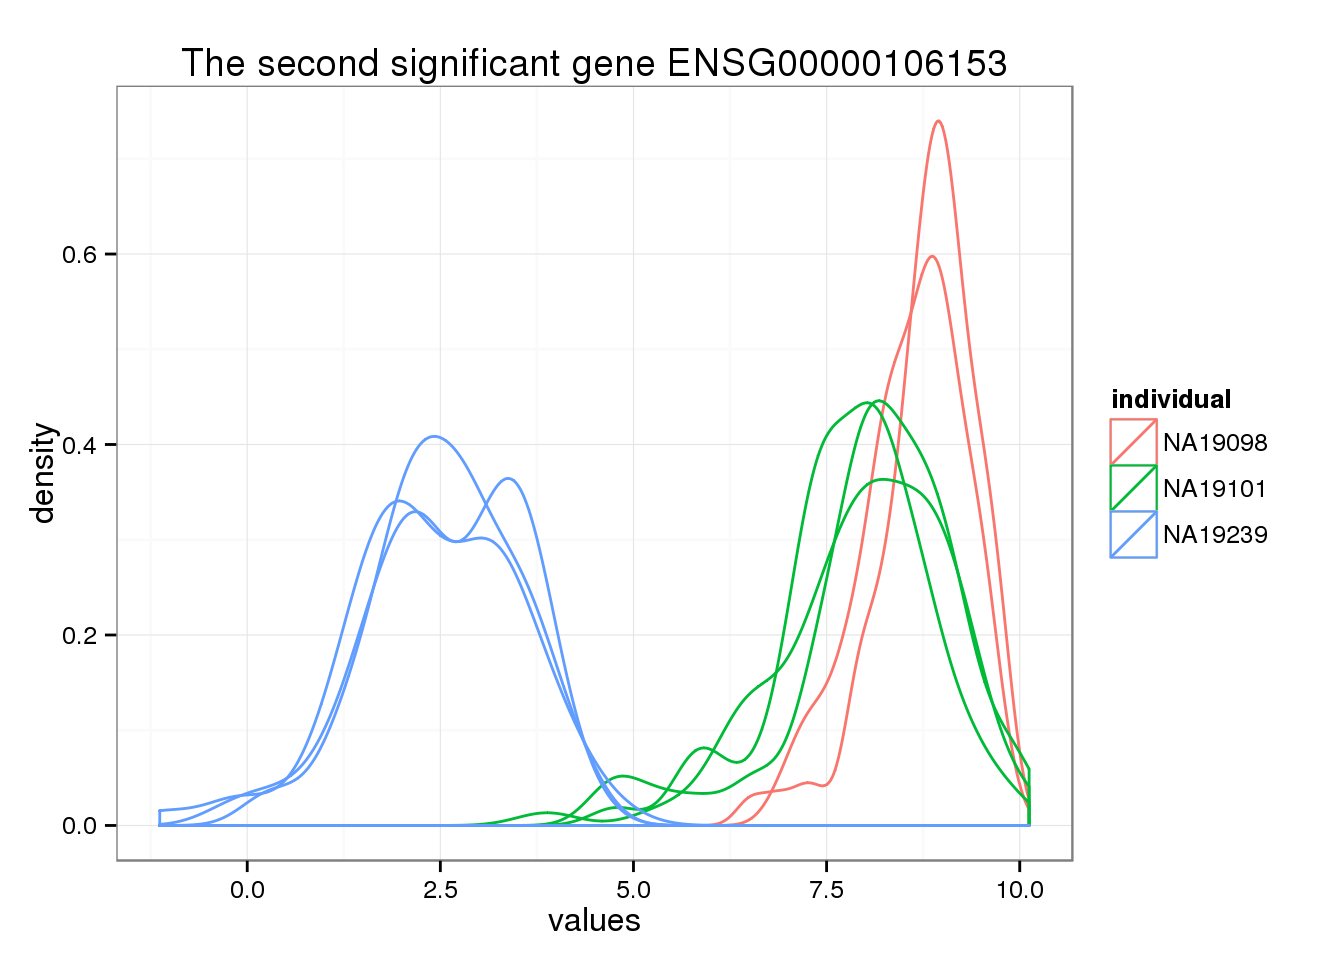 The second significant gene ENSG00000106153
density
0.6
0.4
0.2
0.0
0.0 2.5 5.0 7.5 10.0
values
individual
NA19098
NA19101
NA19239